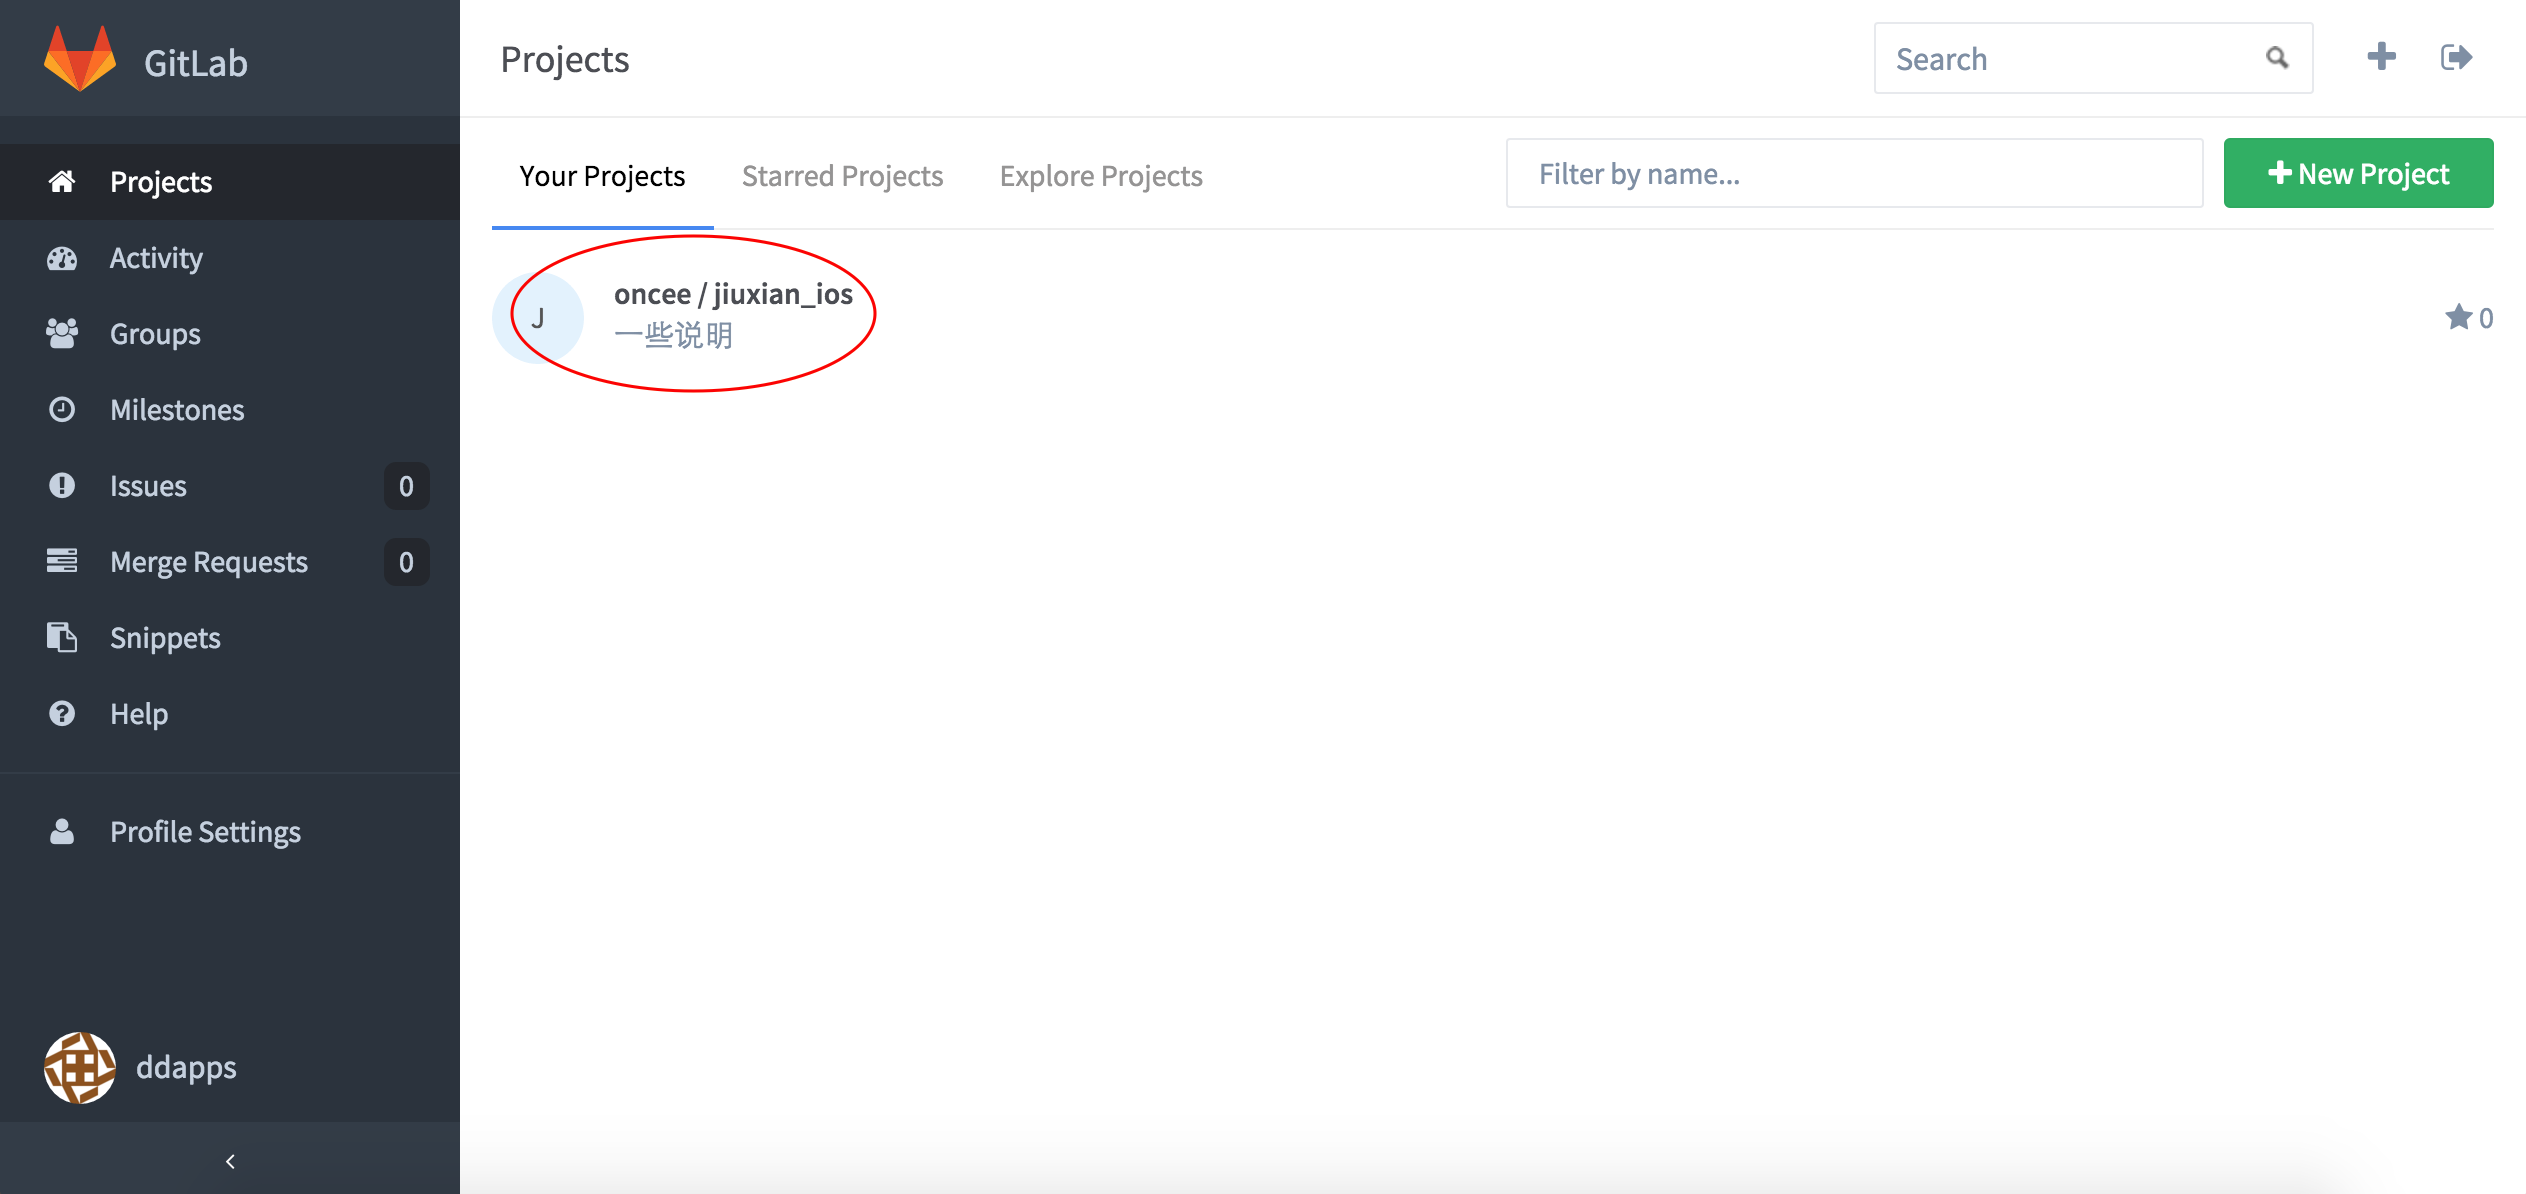 GitLab
Projects
Activity
Groups
Milestones
Issues 0
Merge Requests 0
Snippets
Help
Profile Settings
ddapps
Projects
Search
Your Projects Starred Projects Explore Projects
Filter by name...
New Project
J
oncee / jiuxian_ios
一些说明
0